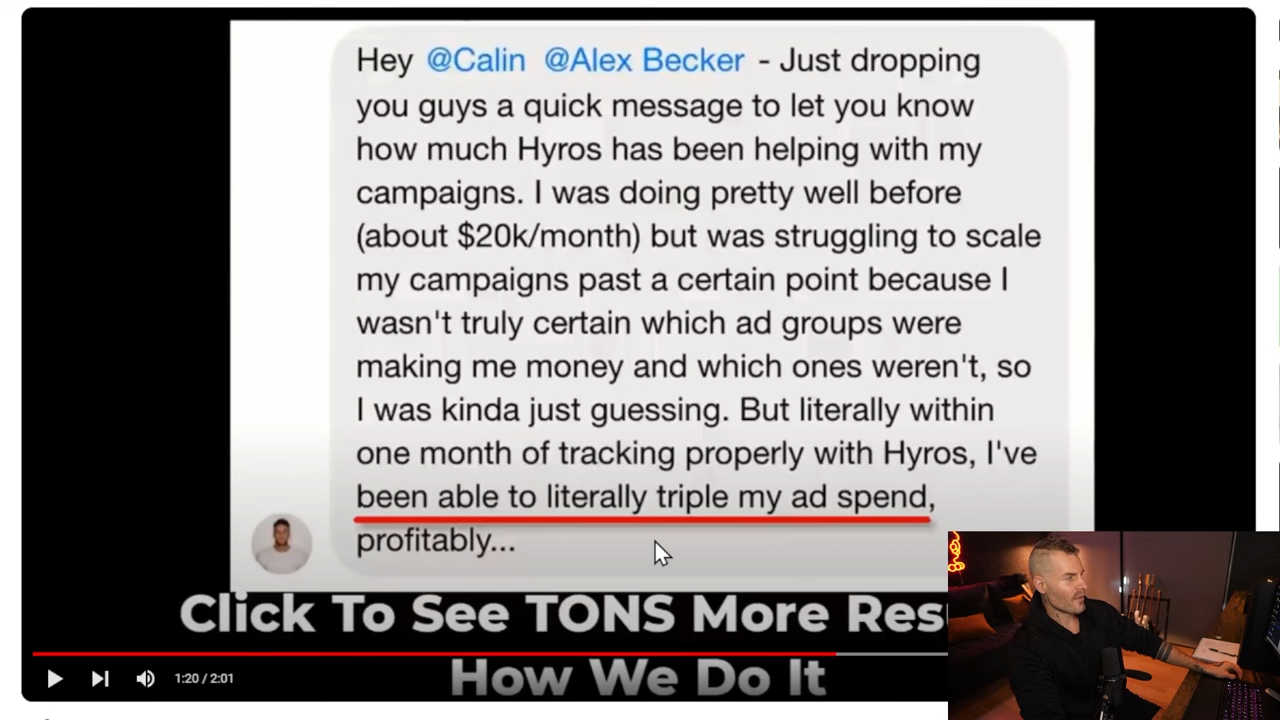 Hey @Calin @Alex Becker - Just dropping
you guys a quick message to let you know
how much Hyros has been helping with my
campaigns. I was doing pretty well before
(about $20k/month) but was struggling to scale
my campaigns past a certain point because I
wasn't truly certain which ad groups were
making me money and which ones weren't, so
I was kinda just guessing. But literally within
one month of tracking properly with Hyros, I've
been able to literally triple my ad spend,
profitably...
Click To See TONS More Res
How We Do It
1:20 / 2:01